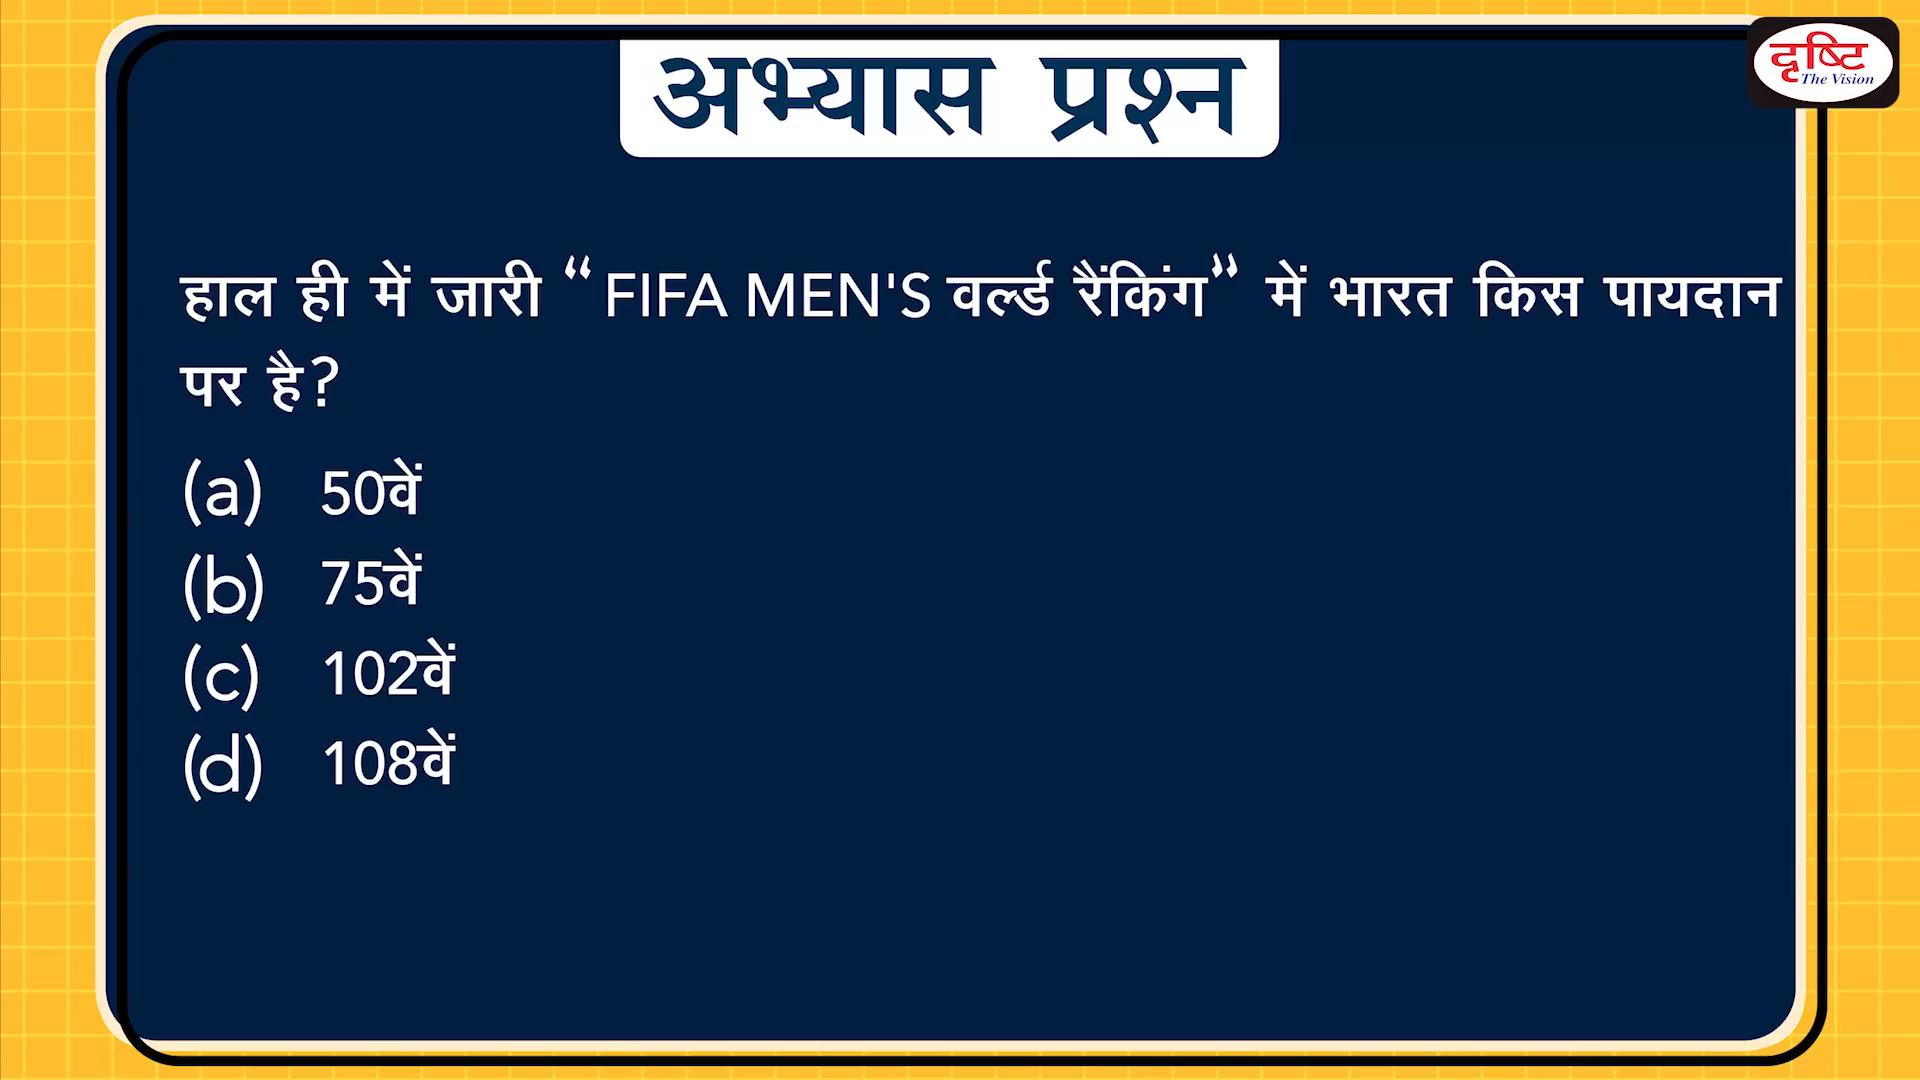 दृष्टि
The Vision
अभ्यास प्रश्न
हाल ही में जारी “FIFA MEN'S वर्ल्ड रैंकिंग” में भारत किस पायदान
पर है?
(a) 50वें
(b) 75वें
(c) 102वें
(d) 108वें